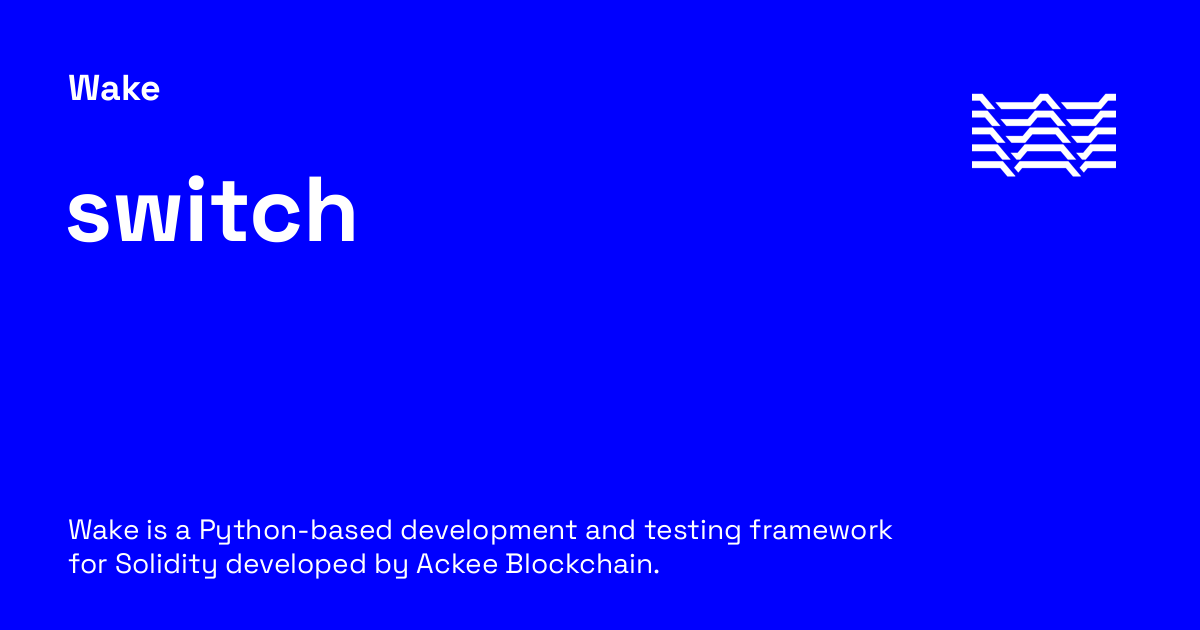 Wake
switch
Wake is a Python-based development and testing framework
for Solidity developed by Ackee Blockchain.